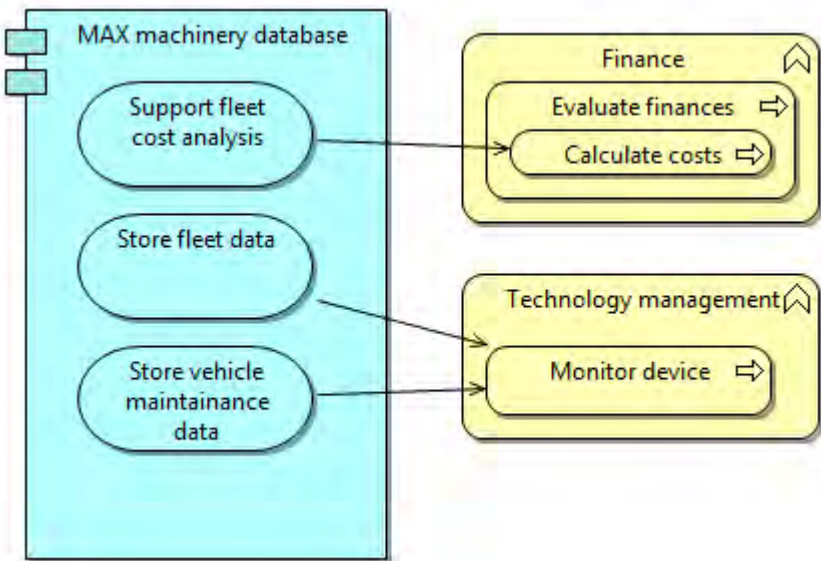 MAX machinery database
Support fleet
cost analysis
Store fleet data
Store vehicle
maintainance
data
Finance
Evaluate finances
Calculate costs
Technology management
Monitor device